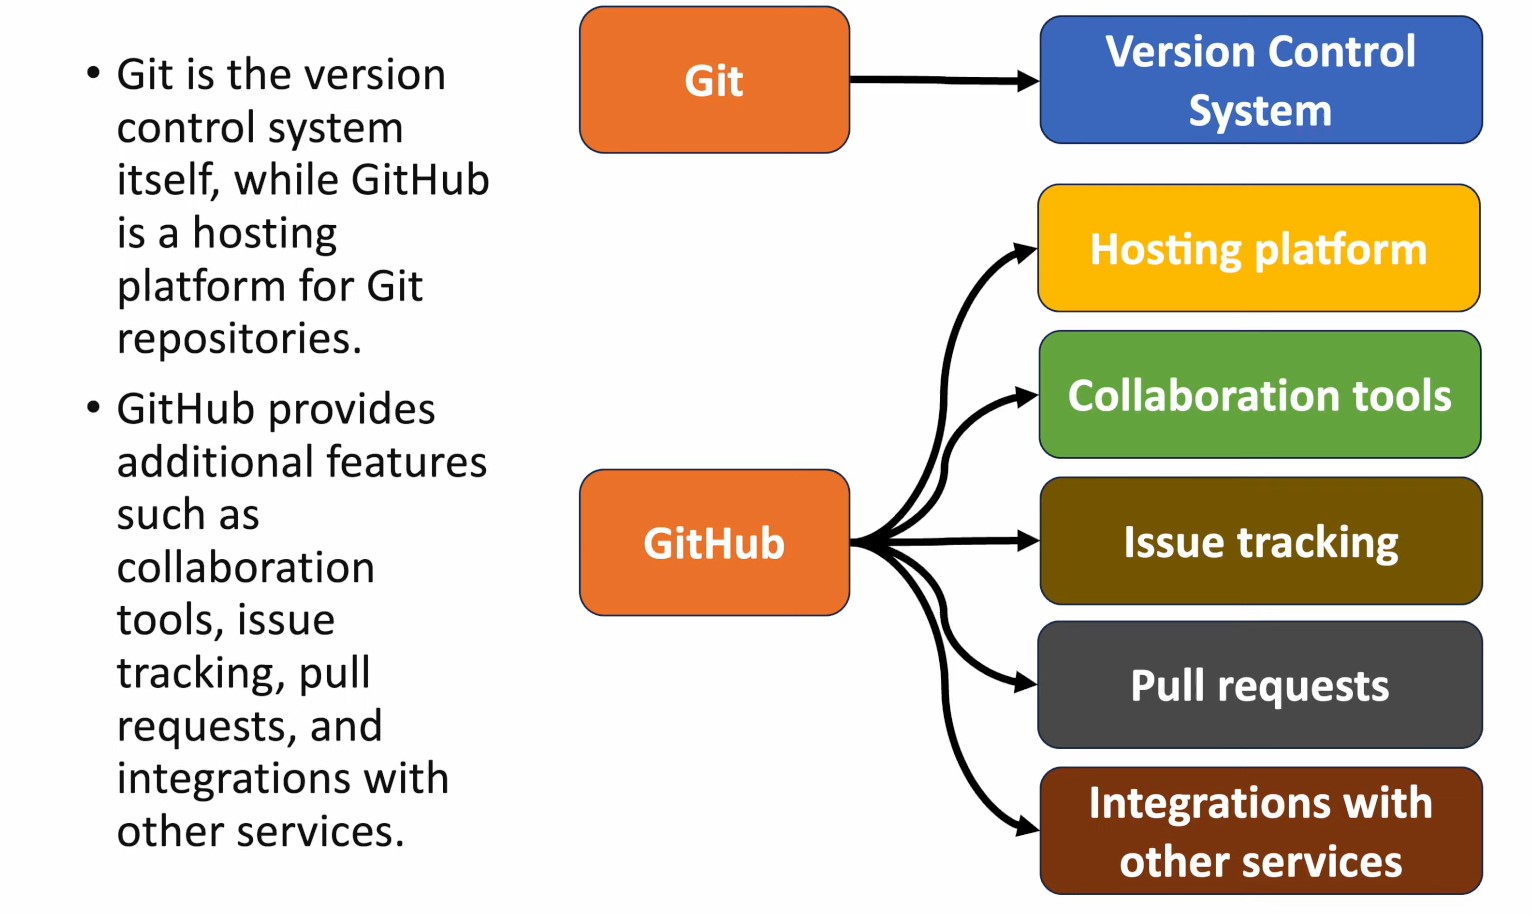 • Git is the version
control system
itself, while GitHub
is a hosting
platform for Git
repositories.
• GitHub provides
additional features
such as
collaboration
tools, issue
tracking, pull
requests, and
integrations with
other services.
Git
Version Control
System
GitHub
Hosting platform
Collaboration tools
Issue tracking
Pull requests
Integrations with
other services